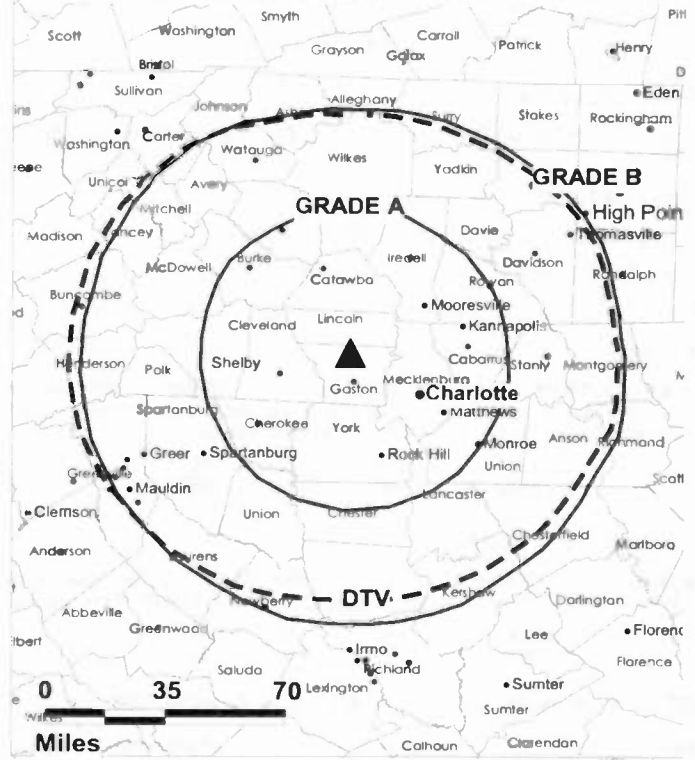 Smyth
Scott
Washington
Carrall
Patrick
Grayson
Galax
Henry
Bristol
Sullivan
Eden
Johnson
Alleghany
Surry
Stakes
Rockingham
Washington
Carter
Watauga
Wilkes
Yadkin
Unicoi
Avery
GRADE B
GRADE A
Mitchell
High Poin
Davie
Thomasville
Madison
Iredell
Burke
Davidson
McDowell
Randolph
Catawba
Rowan
Buncombe
Mooresville
Lincoln
Cleveland
Kannapolis
Cabarrus
Stanly
Montgomery
Henderson
Polk
Shelby
Mecklenburg
Gaston
Charlotte
Spartanburg
Matthews
Cherokee
York
Anson
Richmond
Monroe
Greer
Spartanburg
Rock Hill
Union
Greenville
Scott
Mauldin
Lancaster
Clemson
Union
Chester
Chesterfield
Anderson
Marlboro
Laurens
Kershaw
DTV
Newberry
Darlington
Abbeville
Greenwood
Lee
Florenc
Irmo
Florence
Saluda
Richland
0 35 70
Lexington
Sumter
Sumter
Wilkes
Miles
Calhoun
Clarendon